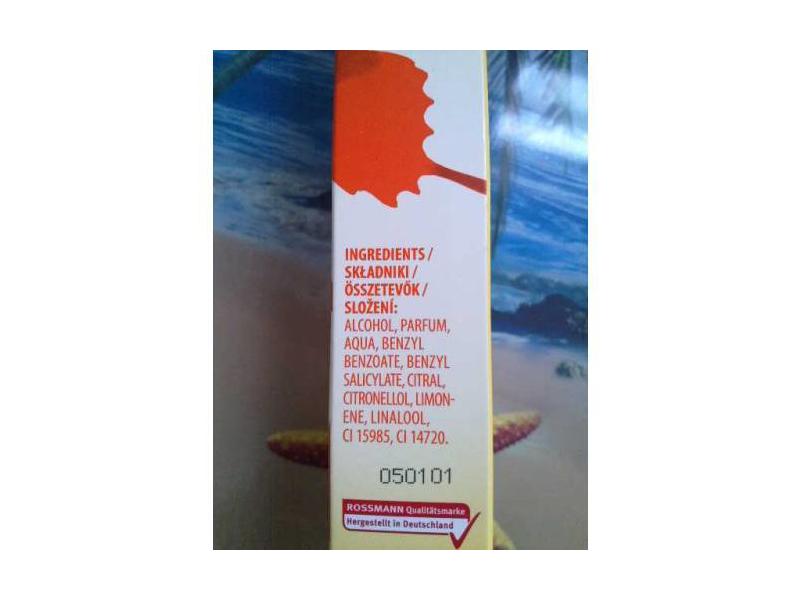 INGREDIENTS /
SKŁADNIKI /
ÖSSZETEVŐK /
SLOŽENÍ:
ALCOHOL, PARFUM,
AQUA, BENZYL
BENZOATE, BENZYL
SALICYLATE, CITRAL,
CITRONELLOL, LIMON-
ENE, LINALOOL,
CI 15985, CI 14720.
050101
ROSSMANN Qualitätsmarke
Hergestellt in Deutschland